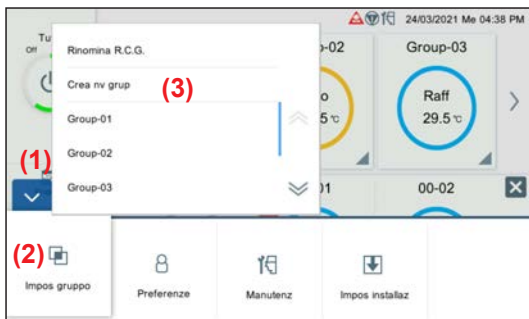 24/03/2021 Me 04:38 PM
Tu
Off
Rinomina R.C.G.
Crea nv grup
(3)
Group-01
Group-02
Group-03
-02
o
5 °C
Group-03
Raff
29.5 °C
(1)
01
00-02
(2)
Impos gruppo
Preferenze
Manutenz
Impos installaz